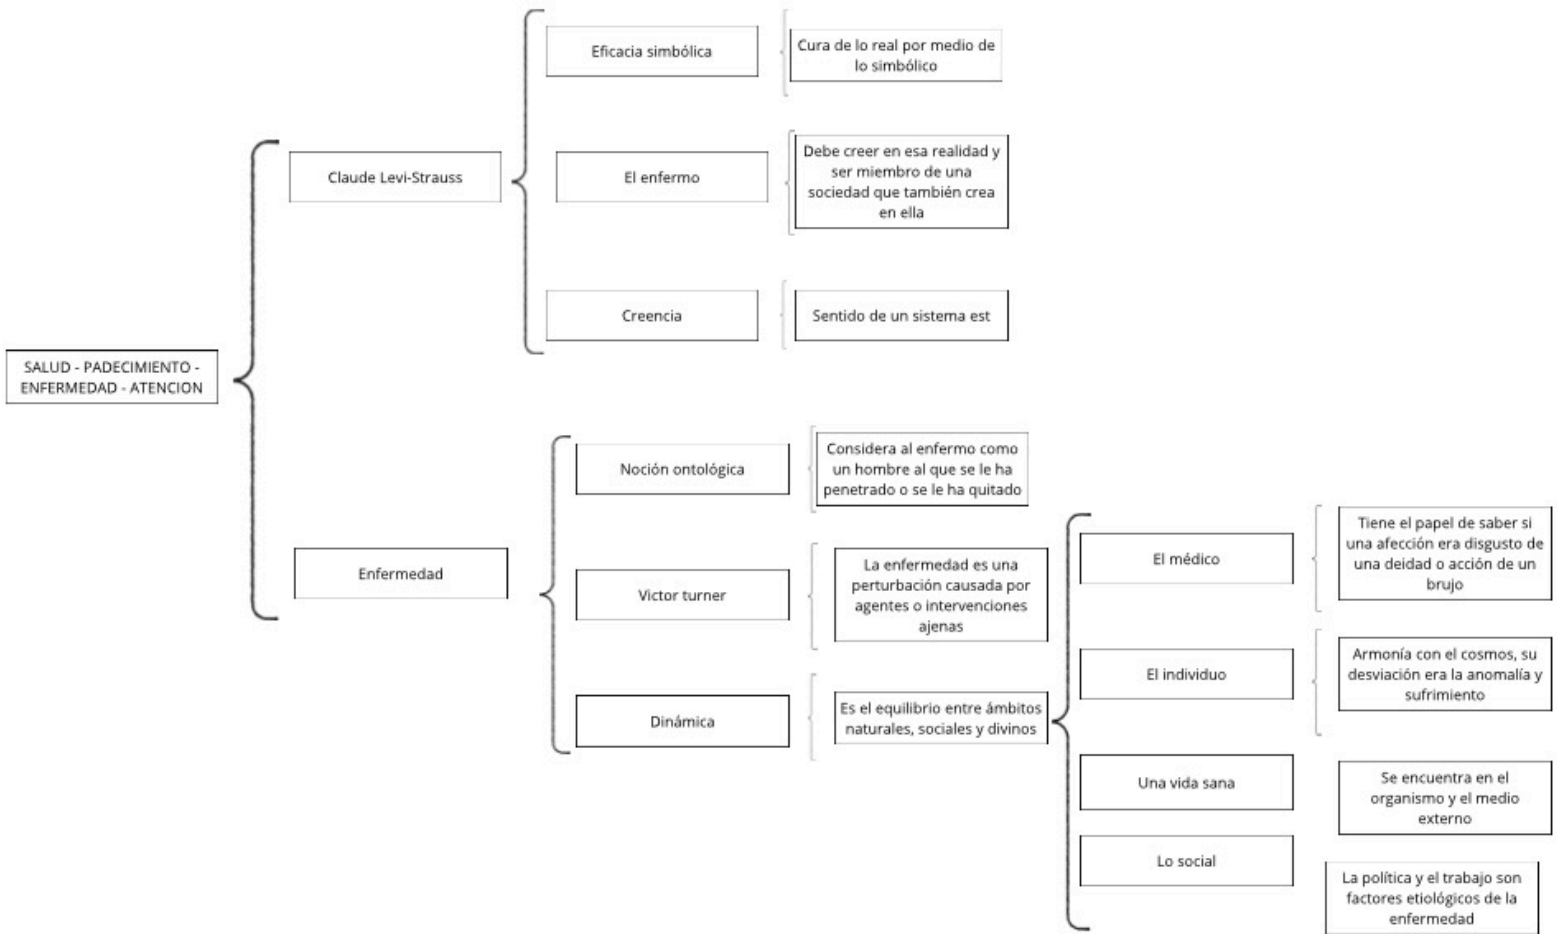 SALUD - PADECIMIENTO -
ENFERMEDAD - ATENCION
Claude Levi-Strauss
Eficacia simbólica
Cura de lo real por medio de
lo simbólico
El enfermo
Debe creer en esa realidad y
ser miembro de una
sociedad que también crea
en ella
Creencia
Sentido de un sistema est
Enfermedad
Noción ontológica
Considera al enfermo como
un hombre al que se le ha
penetrado o se le ha quitado
Victor turner
La enfermedad es una
perturbación causada por
agentes o intervenciones
ajenas
Dinámica
Es el equilibrio entre ámbitos
naturales, sociales y divinos
El médico
Tiene el papel de saber si
una afección era disgusto de
una deidad o acción de un
brujo
El individuo
Armonía con el cosmos, su
desviación era la anomalía y
sufrimiento
Una vida sana
Se encuentra en el
organismo y el medio
externo
Lo social
La política y el trabajo son
factores etiológicos de la
enfermedad